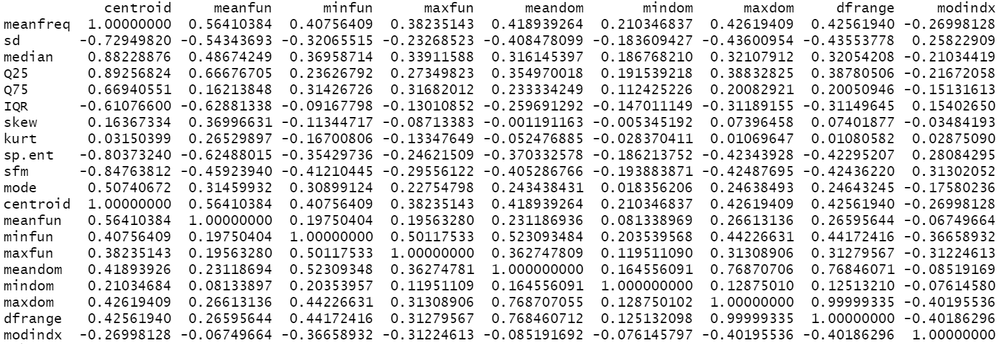 centroid meanfun minfun maxfun meandom mindom maxdom dfrange modindx
meanfreq 1.00000000 0.56410384 0.40756409 0.38235143 0.418939264 0.210346837 0.42619409 0.42561940 -0.26998128
sd -0.72949820 -0.54343693 -0.32065515 -0.23268523 -0.408478099 -0.183609427 -0.43600954 -0.43553778 0.25822909
median 0.88228876 0.48674249 0.36958714 0.33911588 0.316145397 0.186768210 0.32107912 0.32054208 -0.21034419
Q25 0.89256824 0.66676705 0.23626792 0.27349823 0.354970018 0.191539218 0.38832825 0.38780506 -0.21672058
Q75 0.66940551 0.16213848 0.31426726 0.31682012 0.233334249 0.112425226 0.20082921 0.20050946 -0.15131613
IQR -0.61076600 -0.62881338 -0.09167798 -0.13010852 -0.259691292 -0.147011149 -0.31189155 -0.31149645 0.15402650
skew 0.16367334 0.36996631 -0.11344717 -0.08713383 -0.001191163 -0.005345192 0.07396458 0.07401877 -0.03484193
kurt 0.03150399 0.26529897 -0.16700806 -0.13347649 -0.052476885 -0.028370411 0.01069647 0.01080582 0.02875090
sp.ent -0.80373240 -0.62488015 -0.35429736 -0.24621509 -0.370332578 -0.186213752 -0.42343928 -0.42295207 0.28084295
sfm -0.84763812 -0.45923940 -0.41210445 -0.29556122 -0.405286766 -0.193883871 -0.42487695 -0.42436220 0.31302052
mode 0.50740672 0.31459932 0.30899124 0.22754798 0.243438431 0.018356206 0.24638493 0.24643245 -0.17580236
centroid 1.00000000 0.56410384 0.40756409 0.38235143 0.418939264 0.210346837 0.42619409 0.42561940 -0.26998128
meanfun 0.56410384 1.00000000 0.19750404 0.19563280 0.231186936 0.081338969 0.26613136 0.26595644 -0.06749664
minfun 0.40756409 0.19750404 1.00000000 0.50117533 0.523093484 0.203539568 0.44226631 0.44172416 -0.36658932
maxfun 0.38235143 0.19563280 0.50117533 1.00000000 0.362747809 0.119511090 0.31308906 0.31279567 -0.31224613
meandom 0.41893926 0.23118694 0.52309348 0.36274781 1.000000000 0.164556091 0.76870706 0.76846071 -0.08519169
mindom 0.21034684 0.08133897 0.20353957 0.11951109 0.164556091 1.000000000 0.12875010 0.12513210 -0.07614580
maxdom 0.42619409 0.26613136 0.44226631 0.31308906 0.768707055 0.128750102 1.00000000 0.99999335 -0.40195536
dfrange 0.42561940 0.26595644 0.44172416 0.31279567 0.768460712 0.125132098 0.99999335 1.00000000 -0.40186296
modindx -0.26998128 -0.06749664 -0.36658932 -0.31224613 -0.085191692 -0.076145797 -0.40195536 -0.40186296 1.00000000